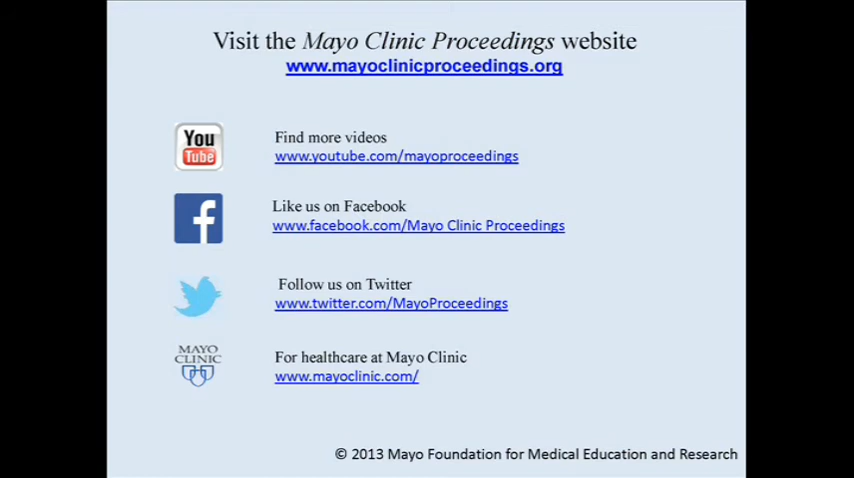 Visit the Mayo Clinic Proceedings website
www.mayoclinicproceedings.org
You
Tube
Find more videos
www.youtube.com/mayoproceedings
Like us on Facebook
www.facebook.com/Mayo Clinic Proceedings
Follow us on Twitter
www.twitter.com/MayoProceedings
MAYO
CLINIC
For healthcare at Mayo Clinic
www.mayoclinic.com/
© 2013 Mayo Foundation for Medical Education and Research